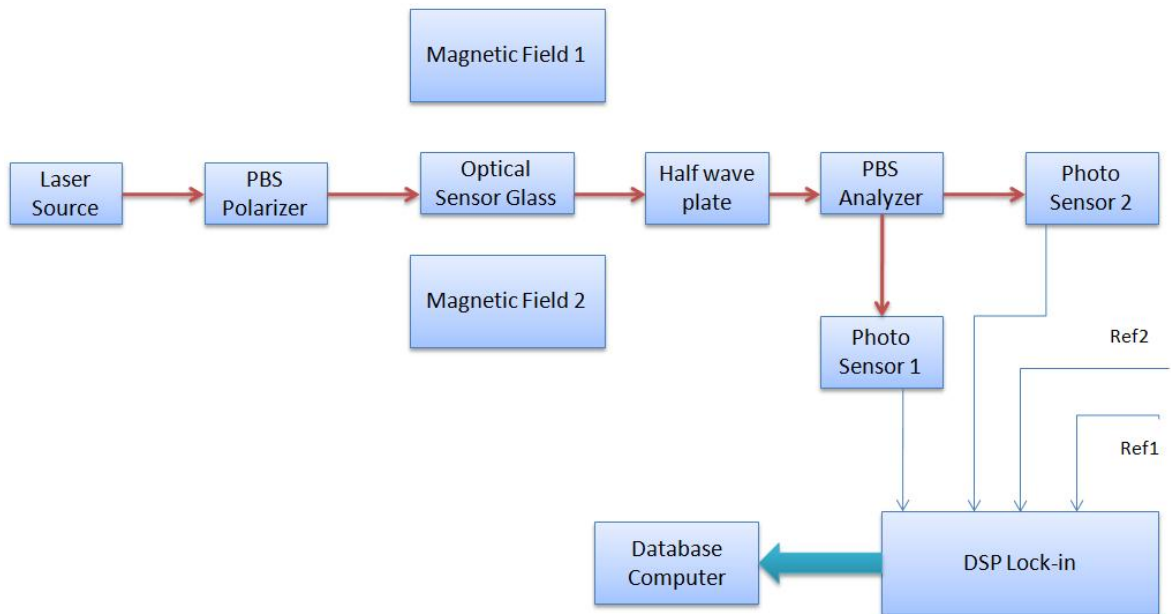 Magnetic Field 1
Laser
Source
PBS
Polarizer
Optical
Sensor Glass
Half wave
plate
PBS
Analyzer
Photo
Sensor 2
Magnetic Field 2
Photo
Sensor 1
Ref2
Ref1
Database
Computer
DSP Lock-in